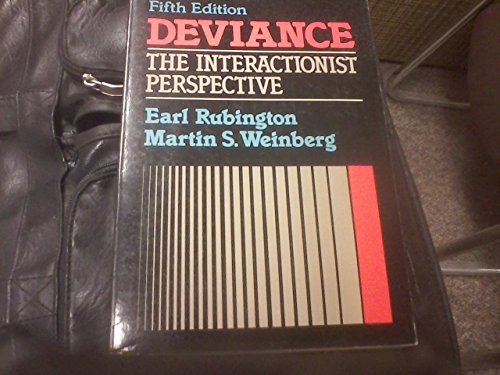 Fifth Edition
DEVIANCE
THE INTERACTIONIST
PERSPECTIVE
Earl Rubington
Martin S. Weinberg